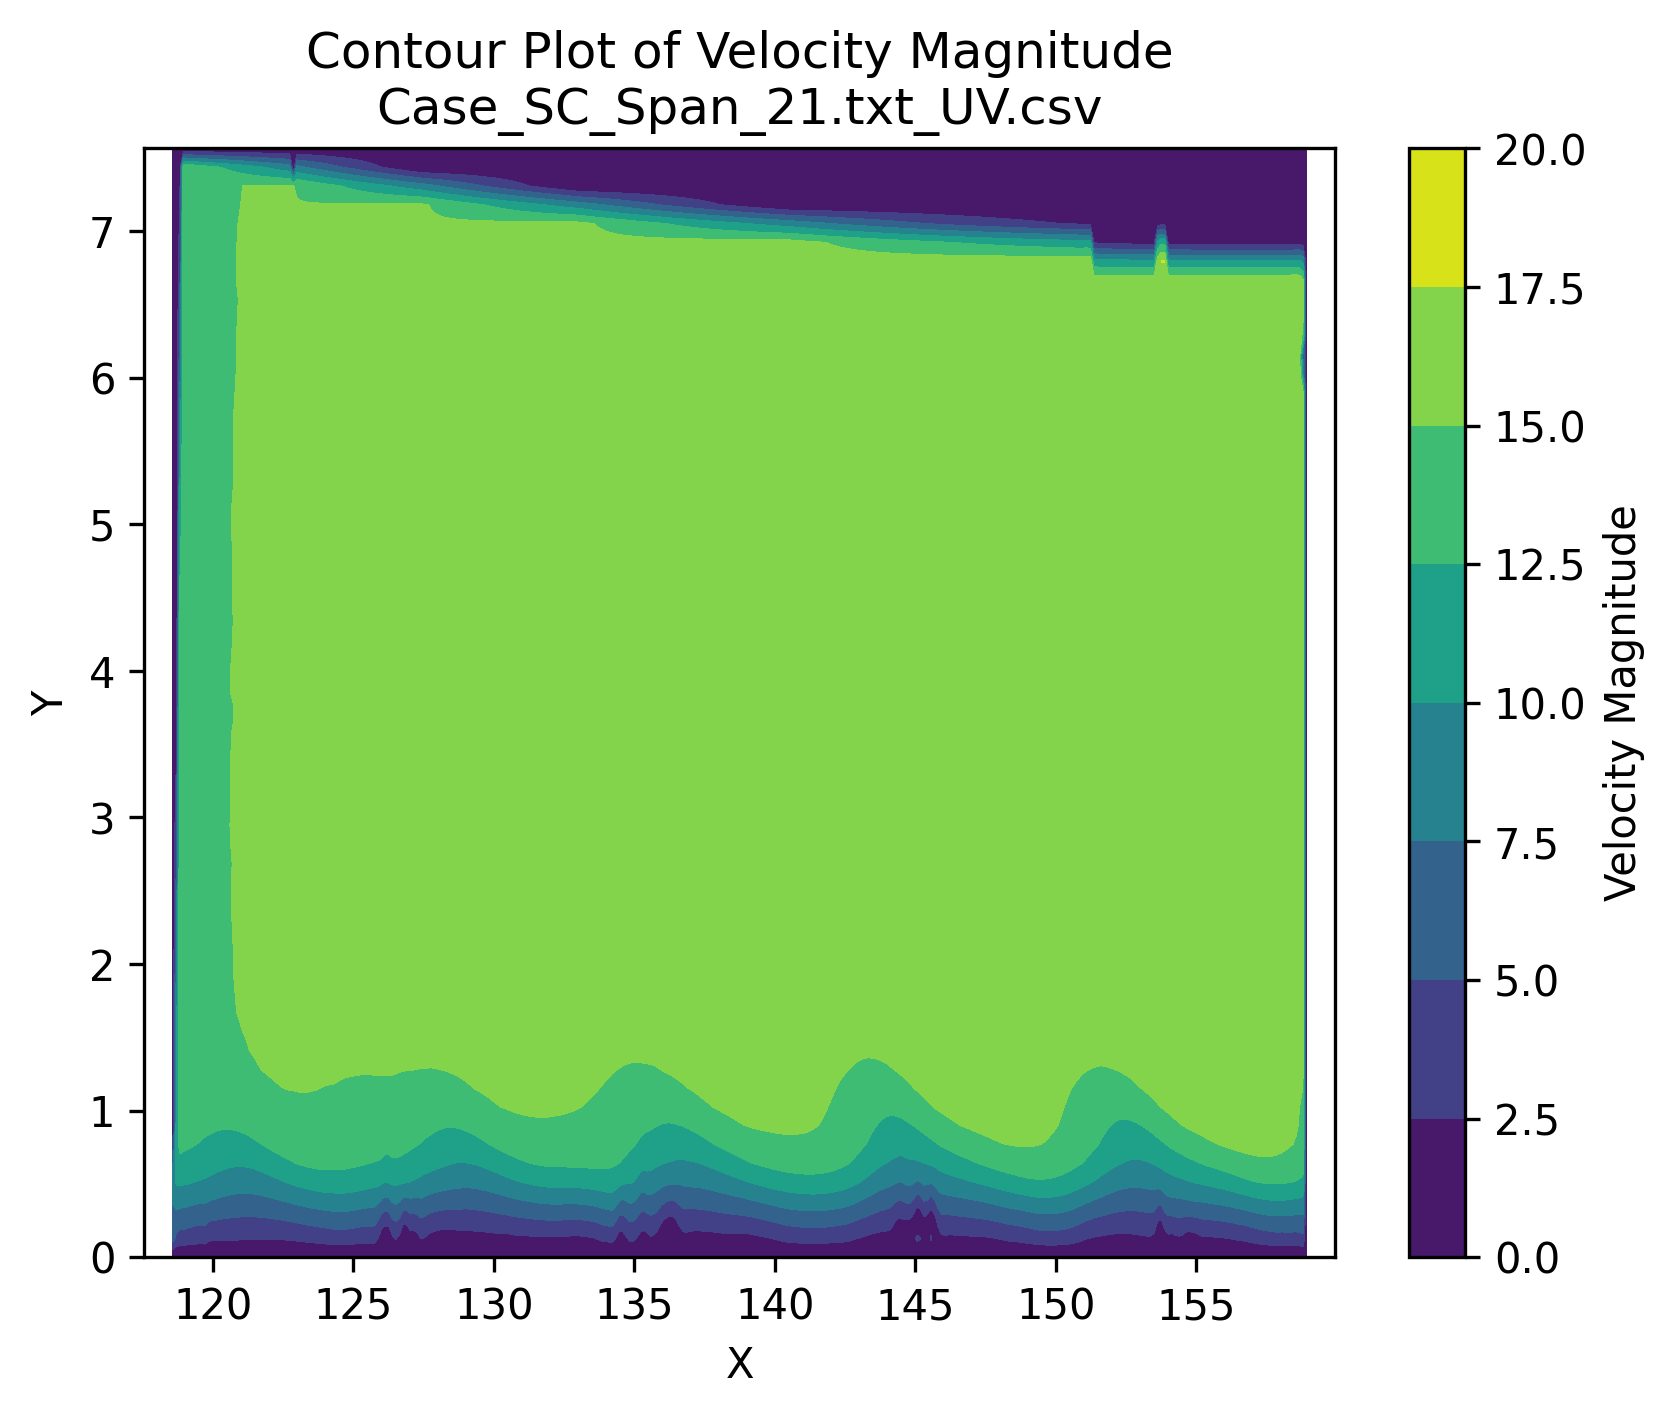 Contour Plot of Velocity Magnitude
Case_SC_Span_21.txt_UV.csv
7
6
5
4
3
2
1
0
Y
120 125 130 135 140 145 150 155
X
20.0
17.5
15.0
12.5
10.0
7.5
5.0
2.5
0.0
Velocity Magnitude